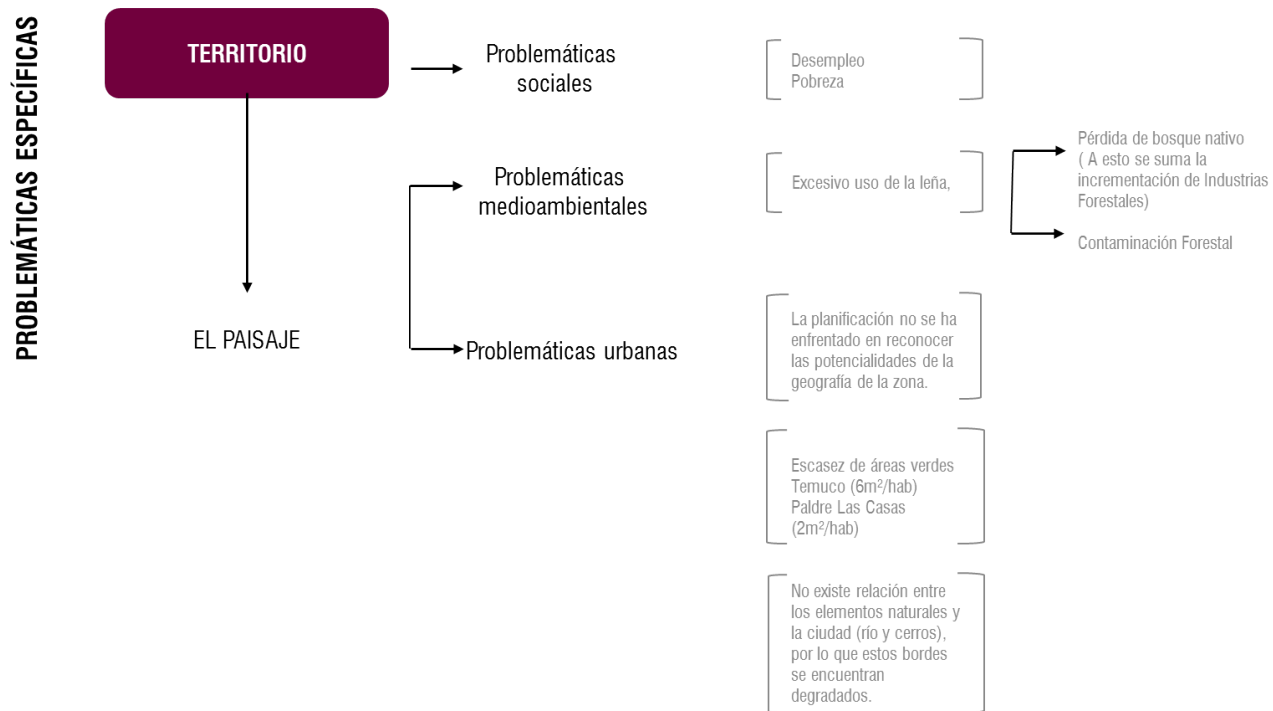 PROBLEMÁTICAS ESPECÍFICAS
TERRITORIO
EL PAISAJE
Problemáticas
sociales
Desempleo
Pobreza
Problemáticas
medioambientales
Excesivo uso de la leña,
Pérdida de bosque nativo
( A esto se suma la
incrementación de Industrias
Forestales)
Contaminación Forestal
Problemáticas urbanas
La planificación no se ha
enfrentado en reconocer
las potencialidades de la
geografía de la zona.
Escasez de áreas verdes
Temuco (6m²/hab)
Paldre Las Casas
(2m²/hab)
No existe relación entre
los elementos naturales y
la ciudad (río y cerros),
por lo que estos bordes
se encuentran
degradados.